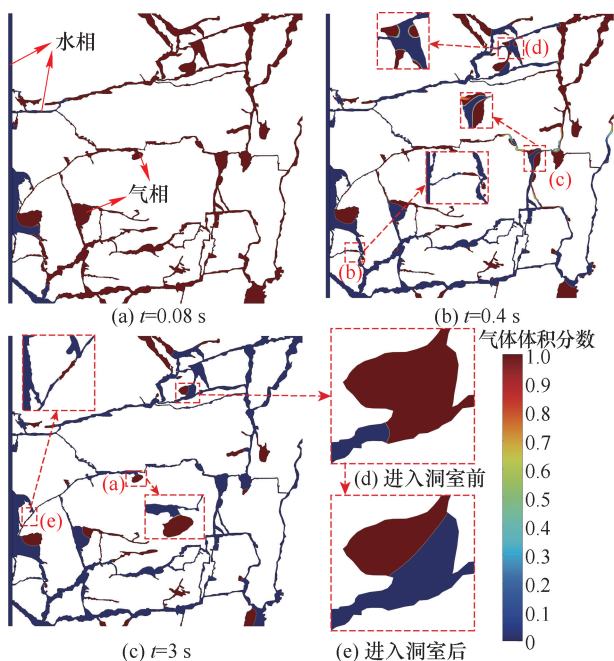 水相
气相
(a) t=0.08 s
(d)
(c)
(b)
(b) t=0.4 s
(a)
(e)
(c) t=3 s
(d) 进入洞室前
(e) 进入洞室后
气体体积分数
1.0
0.9
0.8
0.7
0.6
0.5
0.4
0.3
0.2
0.1
0